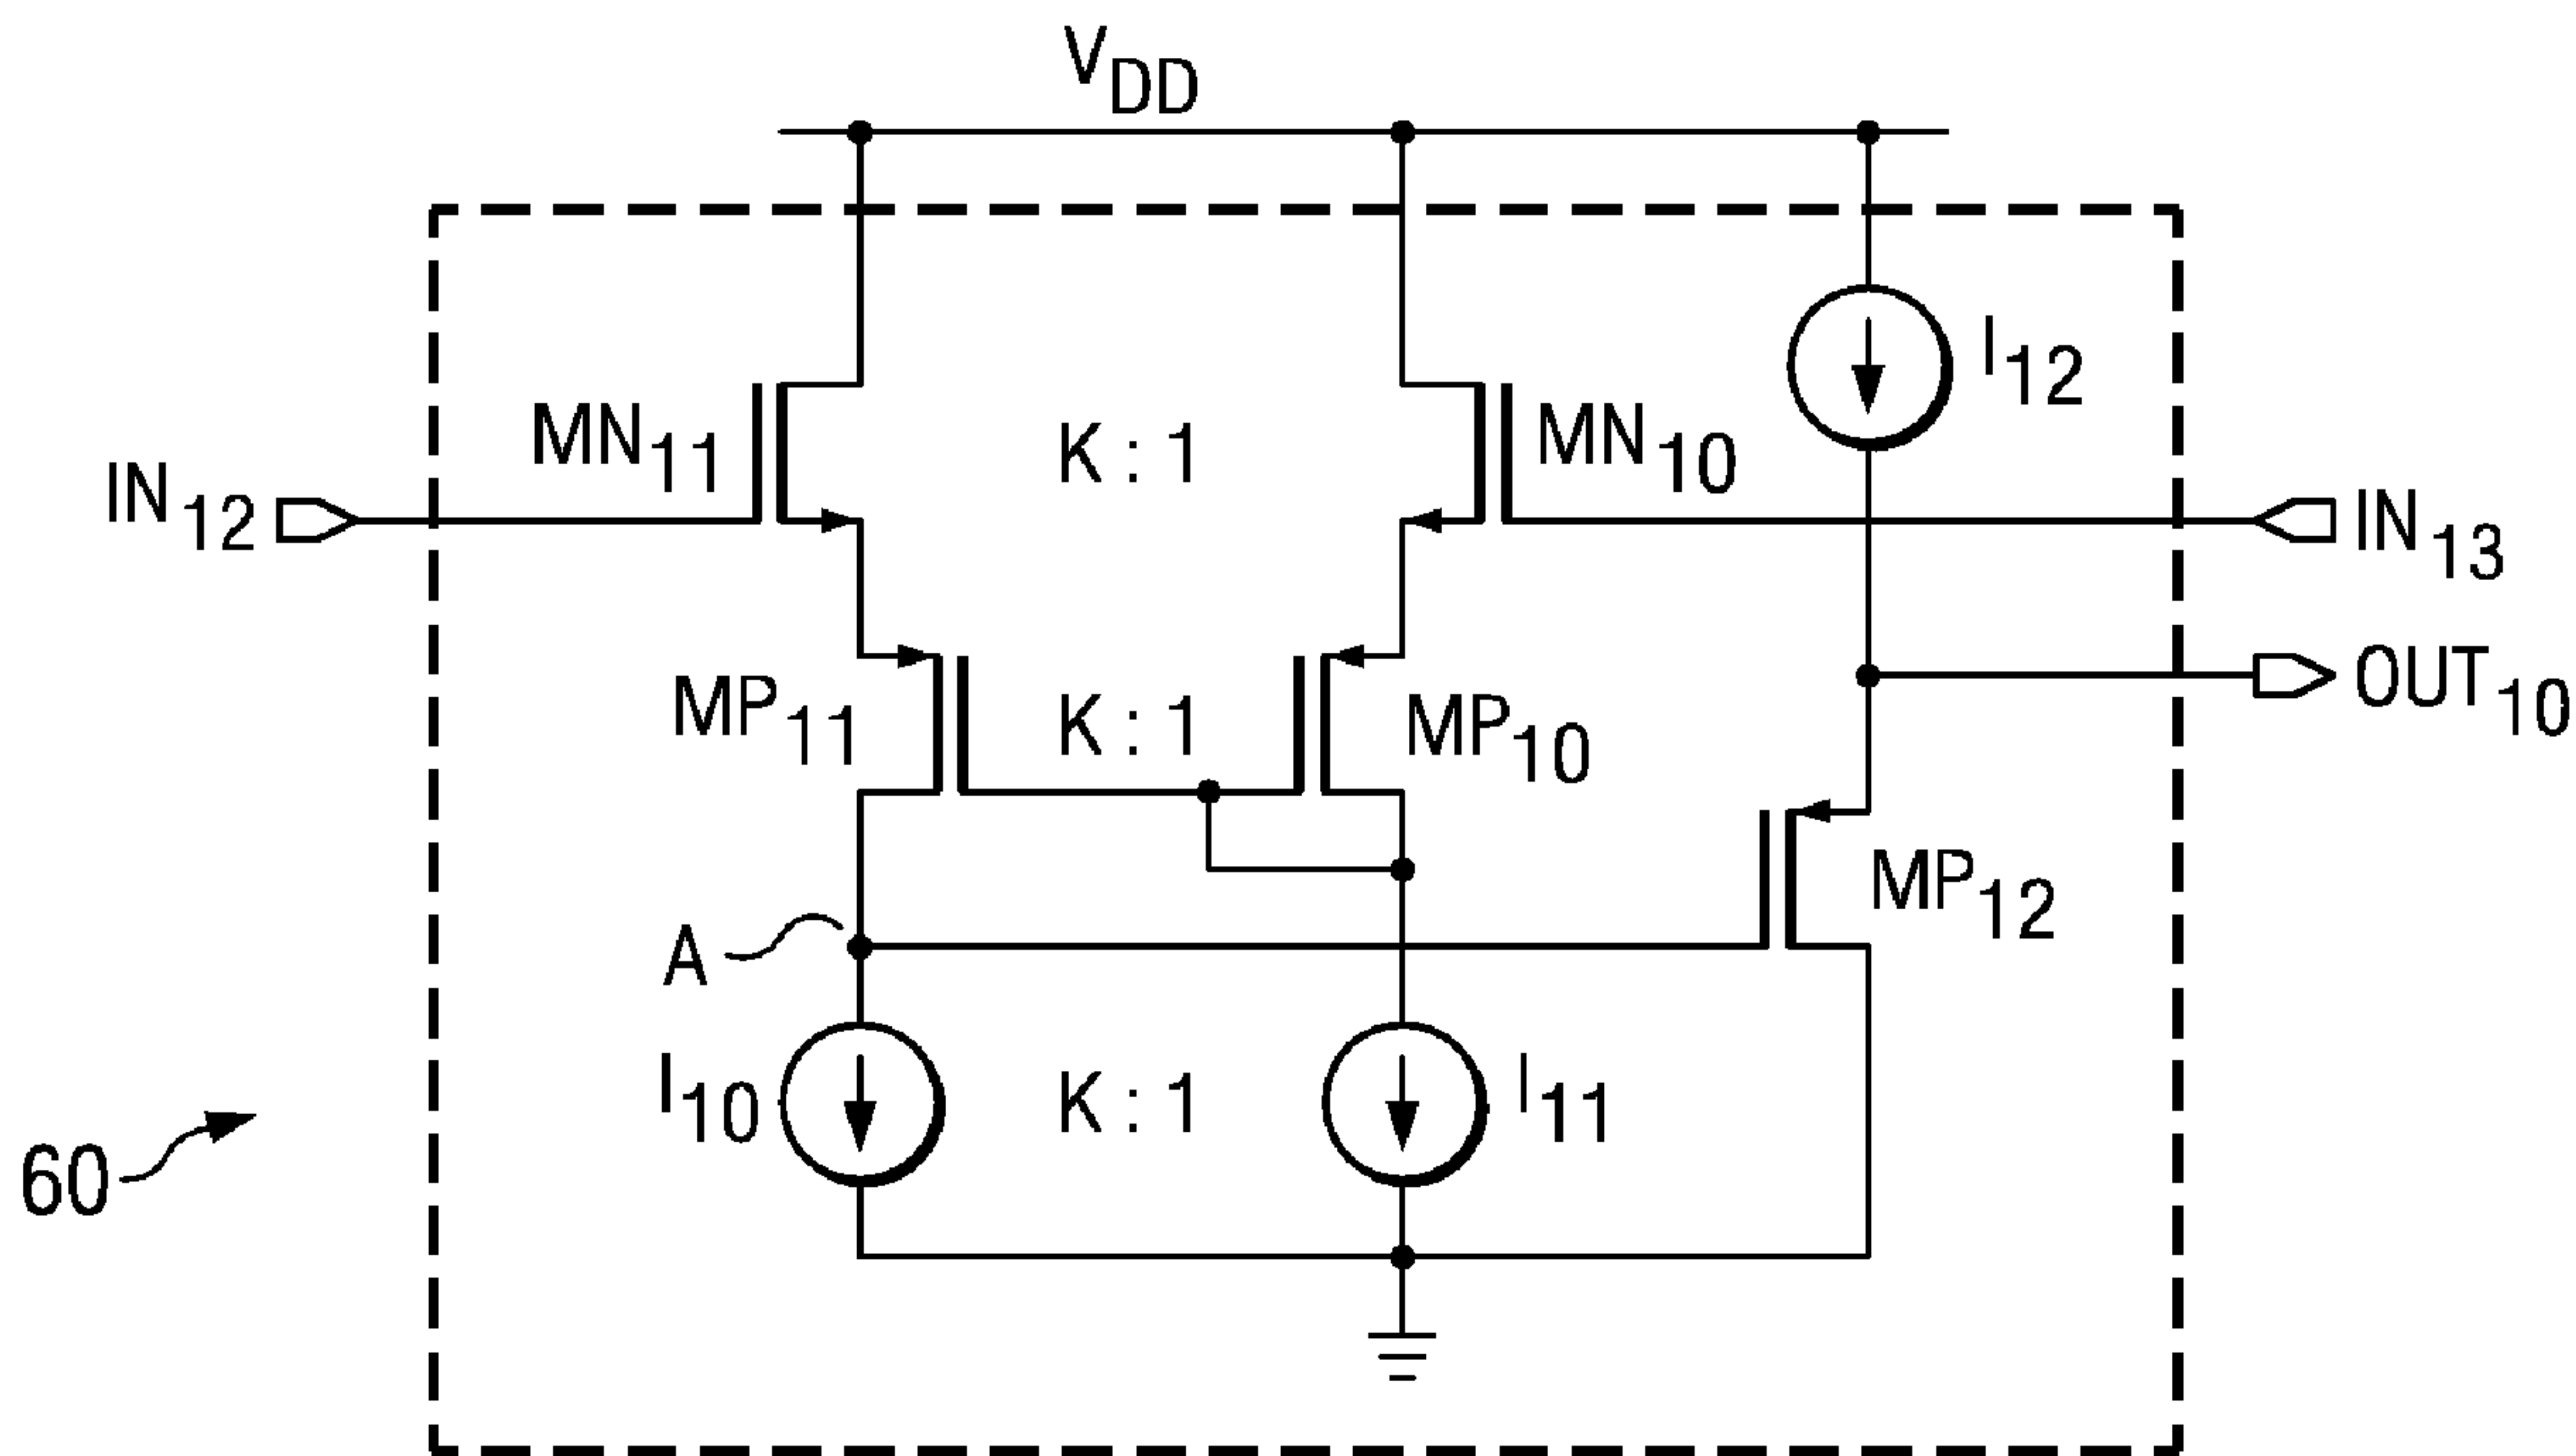 VDD
I12
MN11
K : 1
MN10
IN12
IN13
MP11
K : 1
MP10
OUT10
MP12
A
I10
K : 1
I11
60